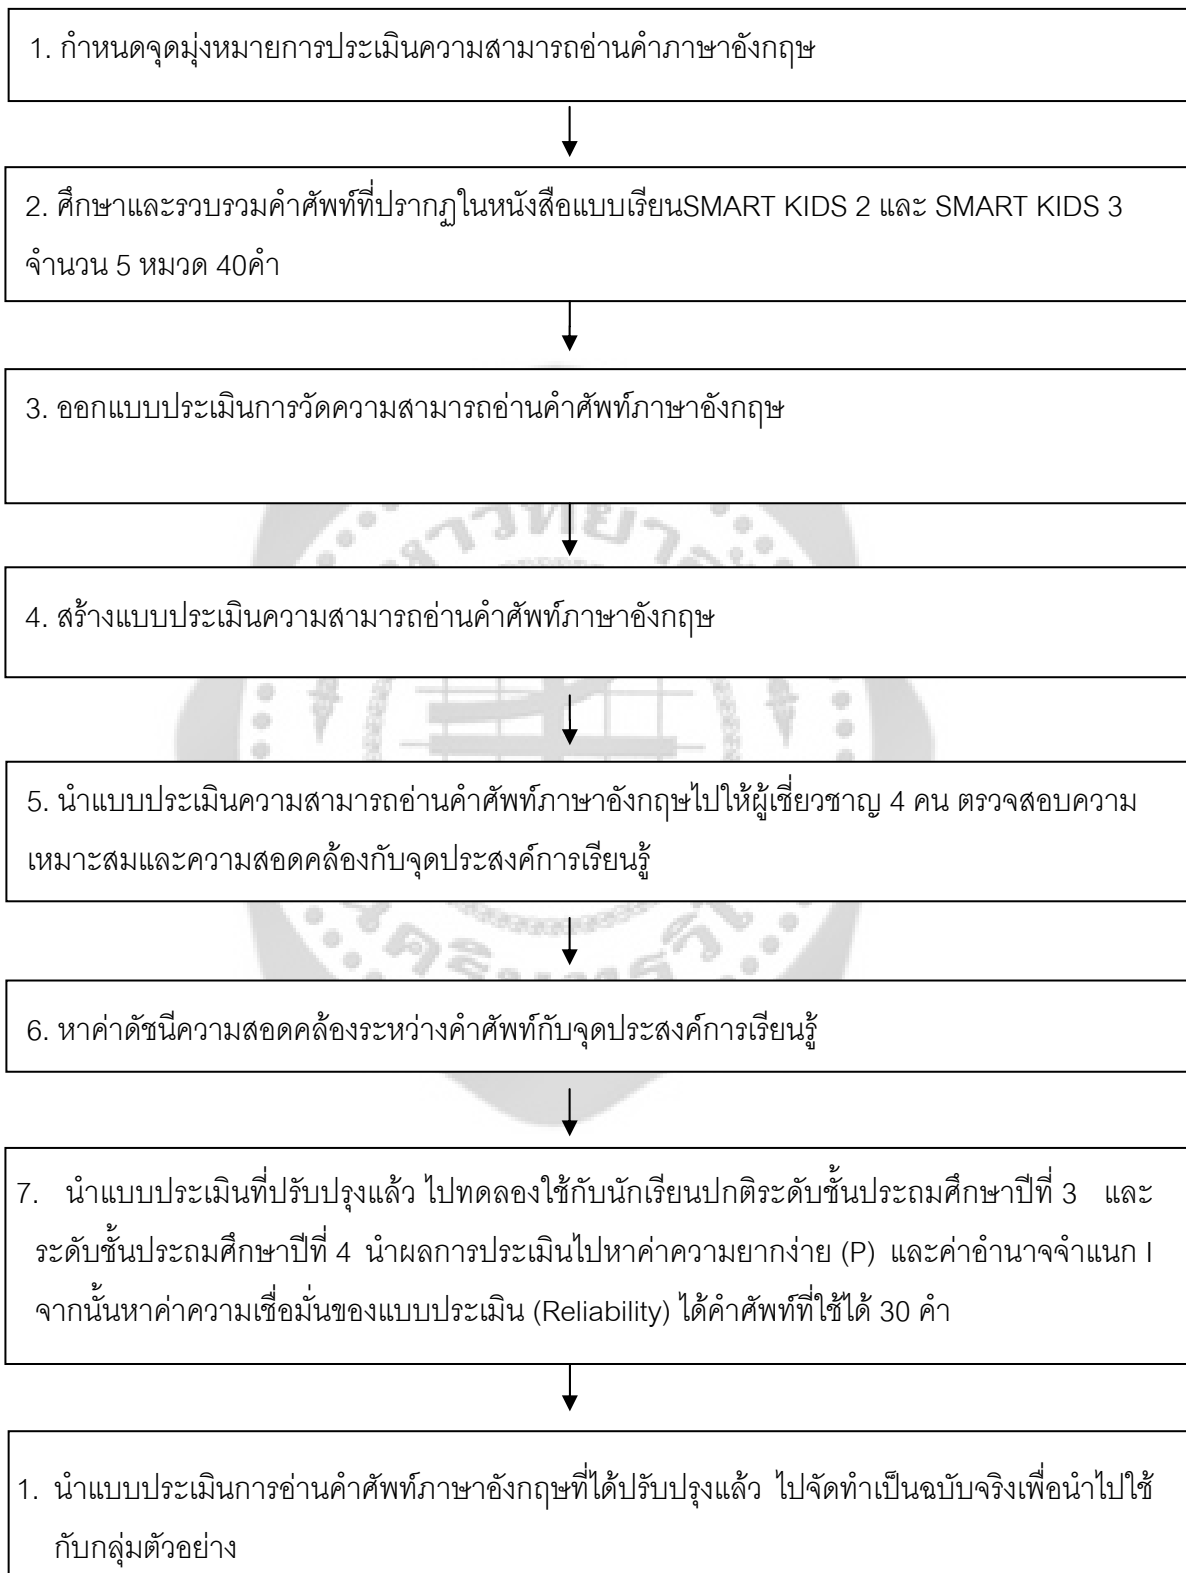 1. กำหนดจุดมุ่งหมายการประเมินความสามารถอ่านคำภาษาอังกฤษ
2. ศึกษาและรวบรวมคำศัพท์ที่ปรากฏในหนังสือแบบเรียนSMART KIDS 2 และ SMART KIDS 3
จำนวน 5 หมวด 40คำ
3. ออกแบบประเมินการวัดความสามารถอ่านคำศัพท์ภาษาอังกฤษ
4. สร้างแบบประเมินความสามารถอ่านคำศัพท์ภาษาอังกฤษ
5. นำแบบประเมินความสามารถอ่านคำศัพท์ภาษาอังกฤษไปให้ผู้เชี่ยวชาญ 4 คน ตรวจสอบความ
เหมาะสมและความสอดคล้องกับจุดประสงค์การเรียนรู้
6. หาค่าดัชนีความสอดคล้องระหว่างคำศัพท์กับจุดประสงค์การเรียนรู้
7. นำแบบประเมินที่ปรับปรุงแล้ว ไปทดลองใช้กับนักเรียนปกติระดับชั้นประถมศึกษาปีที่ 3 และ
ระดับชั้นประถมศึกษาปีที่ 4 นำผลการประเมินไปหาค่าความยากง่าย (P) และค่าอำนาจจำแนก I
จากนั้นหาค่าความเชื่อมั่นของแบบประเมิน (Reliability) ได้คำศัพท์ที่ใช้ได้ 30 คำ
1. นำแบบประเมินการอ่านคำศัพท์ภาษาอังกฤษที่ได้ปรับปรุงแล้ว ไปจัดทำเป็นฉบับจริงเพื่อนำไปใช้
กับกลุ่มตัวอย่าง